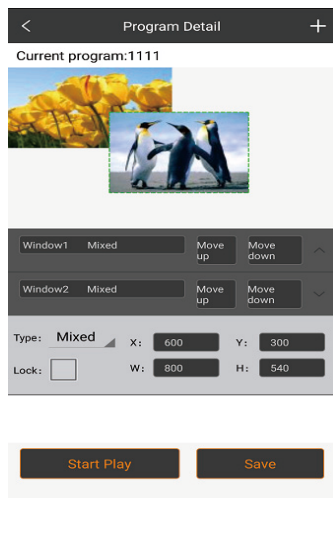 Program Detail
Current program:1111
Window1 Mixed Move up Move down
Window2 Mixed Move up Move down
Type: Mixed X: 600 Y: 300
Lock: W: 800 H: 540
Start Play Save